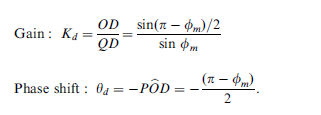 Gain : K_d = OD/QD = sin(π − ϕ_m)/2 / sin ϕ_m
Phase shift : θ_d = −PÔD = −(π − ϕ_m)/2.